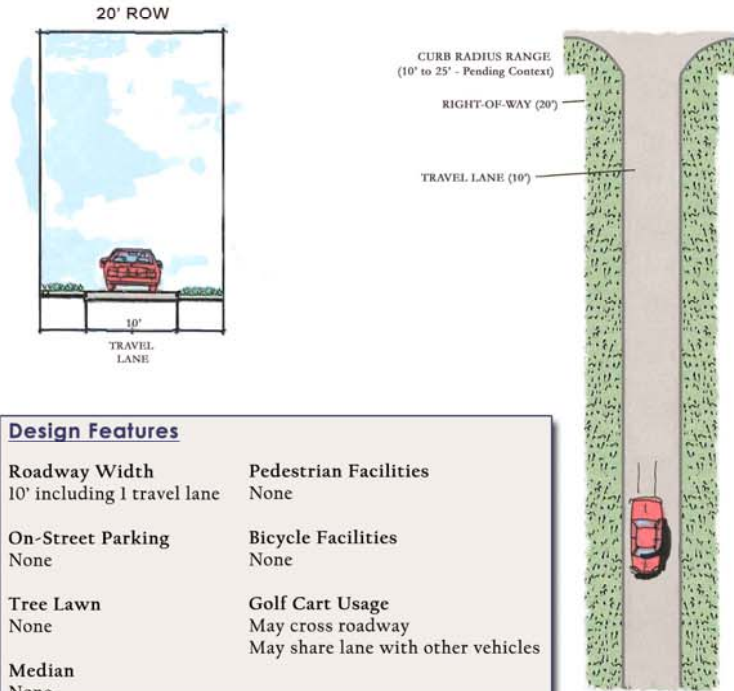 20' ROW
10'
TRAVEL
LANE
CURB RADIUS RANGE
(10' to 25' - Pending Context)
RIGHT-OF-WAY (20')
TRAVEL LANE (10')
Design Features
Roadway Width
10' including 1 travel lane
On-Street Parking
None
Tree Lawn
None
Median
None
Pedestrian Facilities
None
Bicycle Facilities
None
Golf Cart Usage
May cross roadway
May share lane with other vehicles